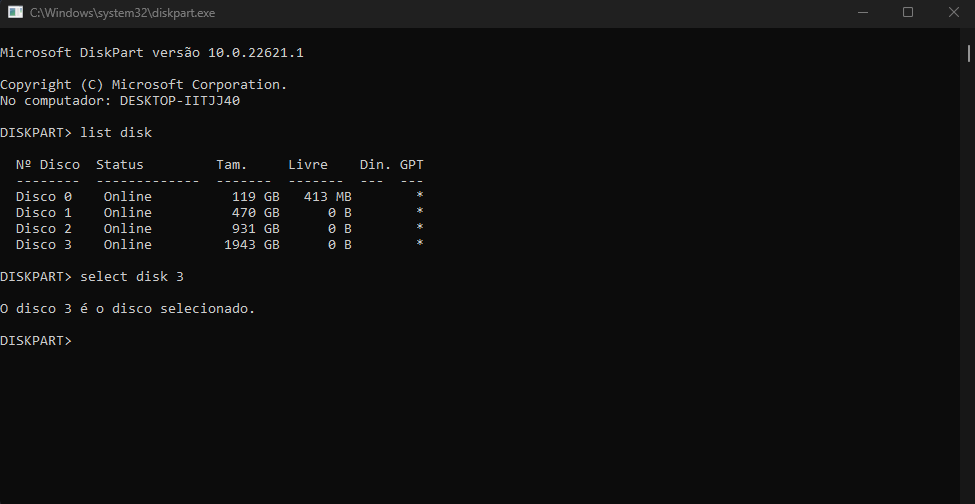 C:\Windows\system32\diskpart.exe
Microsoft DiskPart versão 10.0.22621.1
Copyright (C) Microsoft Corporation.
No computador: DESKTOP-IITJJ40
DISKPART> list disk
  Nº Disco  Status         Tam.     Livre    Din. GPT
  --------  -------------  -------  -------  ---  ---
  Disco 0    Online          119 GB   413 MB        *
  Disco 1    Online          470 GB      0 B        *
  Disco 2    Online          931 GB      0 B        *
  Disco 3    Online         1943 GB      0 B        *
DISKPART> select disk 3
O disco 3 é o disco selecionado.
DISKPART>